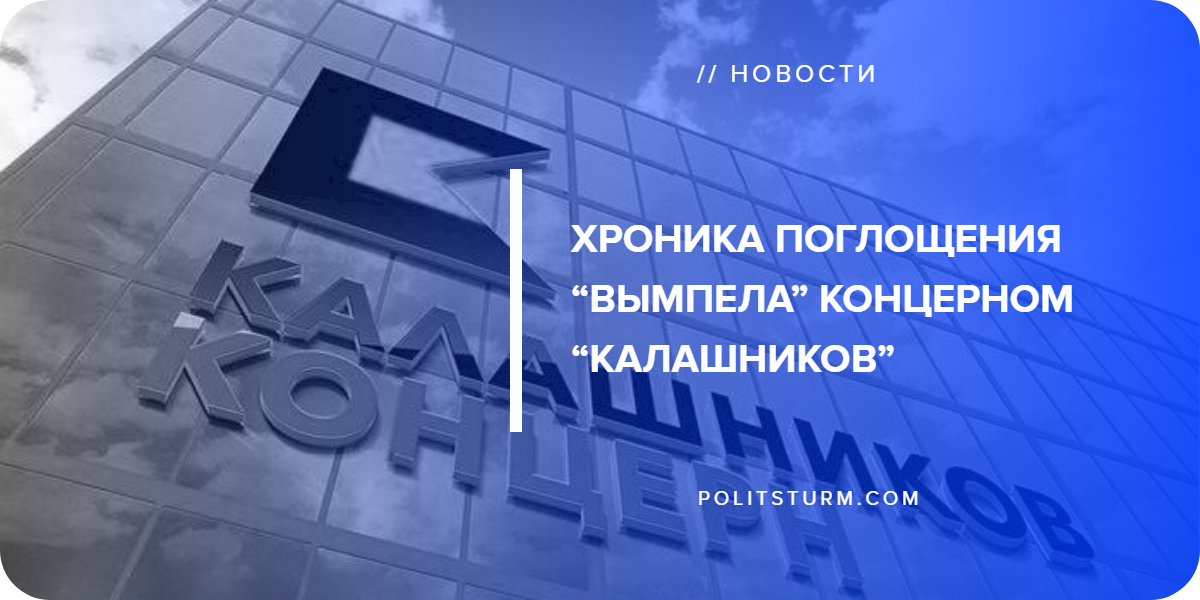 // НОВОСТИ
ХРОНИКА ПОГЛОЩЕНИЯ
“ВЫМПЕЛА” КОНЦЕРНОМ
“КАЛАШНИКОВ”
POLITSTURM.COM
КАЛАШНИКОВ
КОНЦЕРН